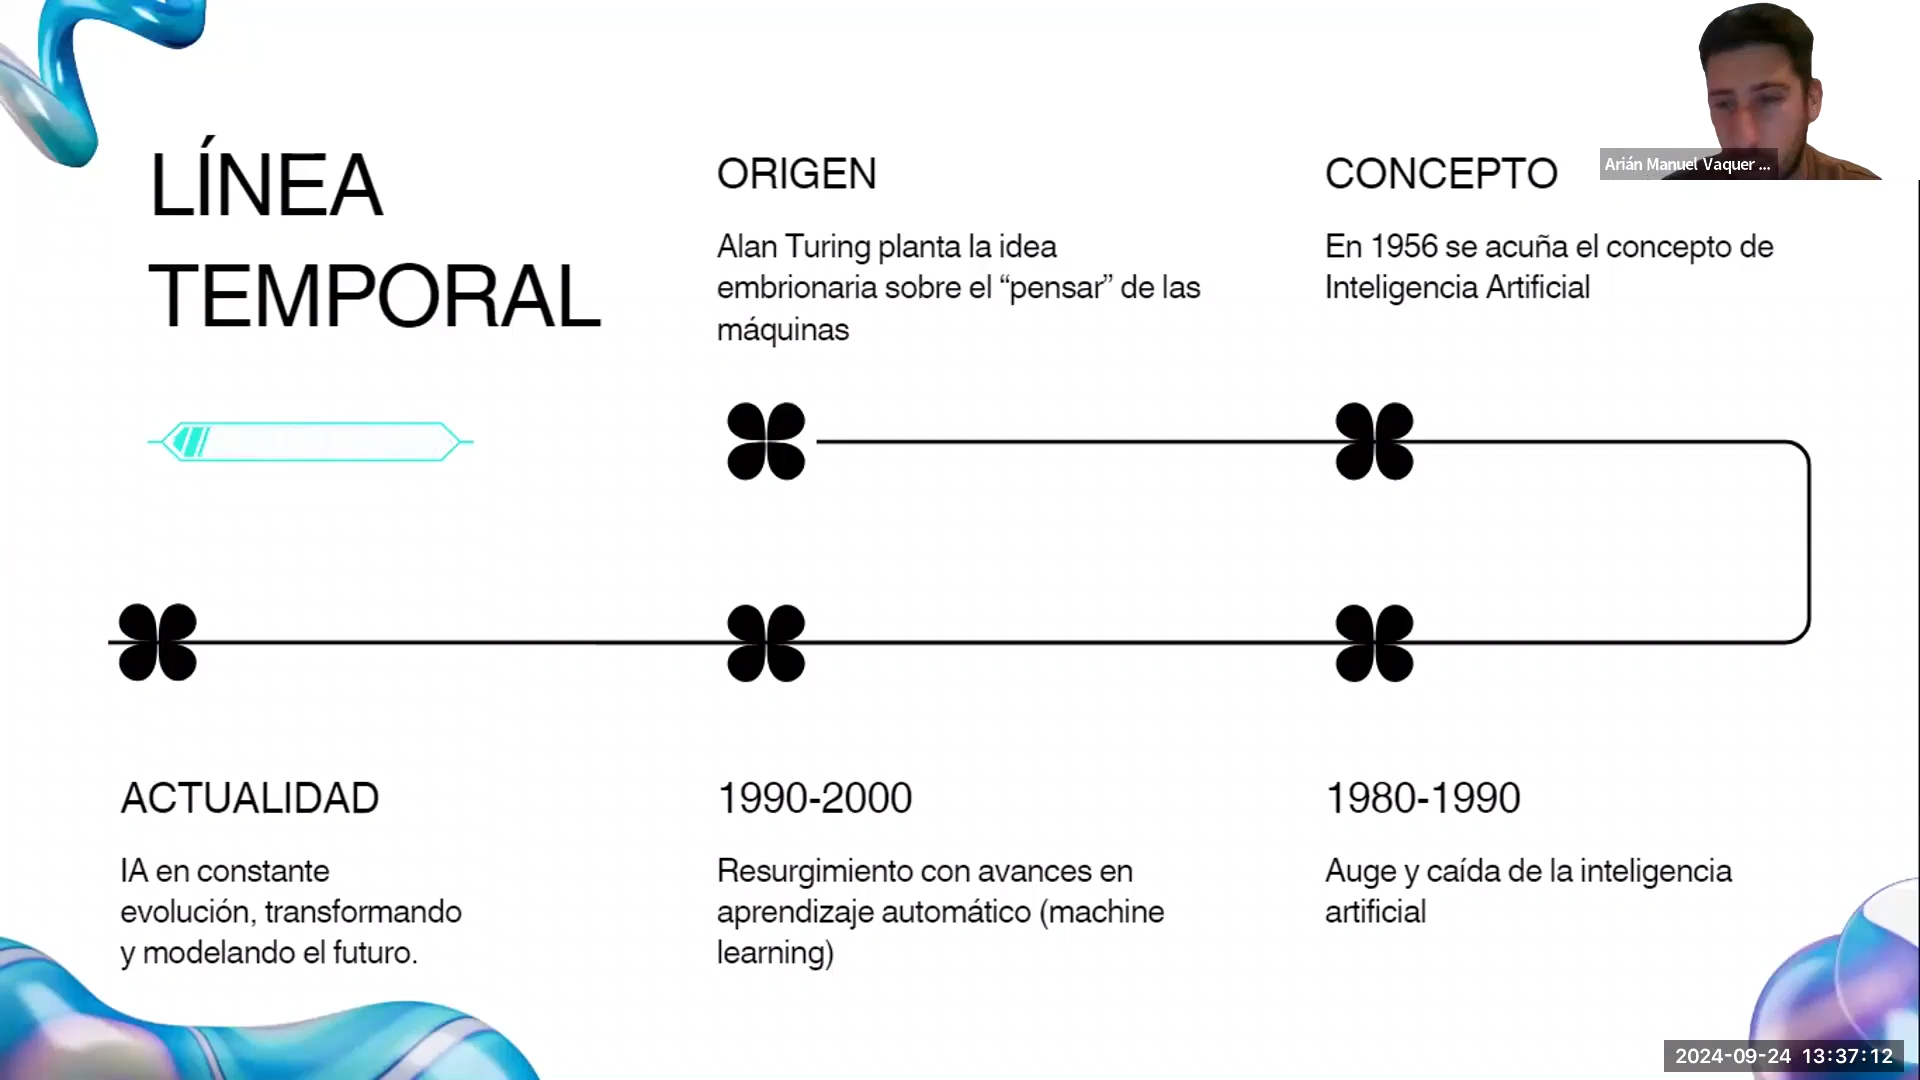 LÍNEA
TEMPORAL
ORIGEN
Alan Turing planta la idea
embrionaria sobre el “pensar” de las
máquinas
CONCEPTO
En 1956 se acuña el concepto de
Inteligencia Artificial
Arián Manuel Vaquer ...
ACTUALIDAD
IA en constante
evolución, transformando
y modelando el futuro.
1990-2000
Resurgimiento con avances en
aprendizaje automático (machine
learning)
1980-1990
Auge y caída de la inteligencia
artificial
2024-09-24 13:37:12